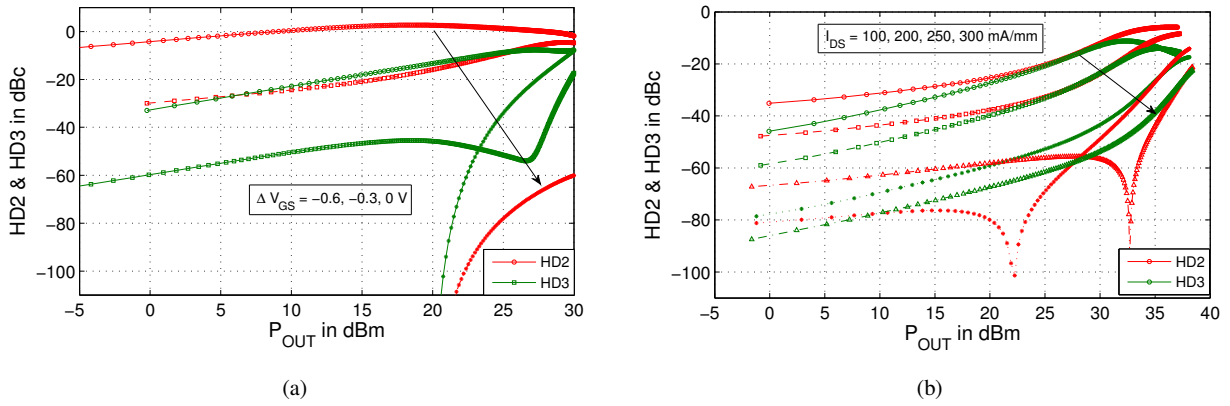 0
−20
−40
−60
−80
−100
HD2 & HD3 in dBc
Δ V_GS = −0.6, −0.3, 0 V
HD2
HD3
−5 0 5 10 15 20 25 30
P_OUT in dBm
(a)
0
−20
−40
−60
−80
−100
HD2 & HD3 in dBc
I_DS = 100, 200, 250, 300 mA/mm
HD2
HD3
−5 0 5 10 15 20 25 30 35 40
P_OUT in dBm
(b)